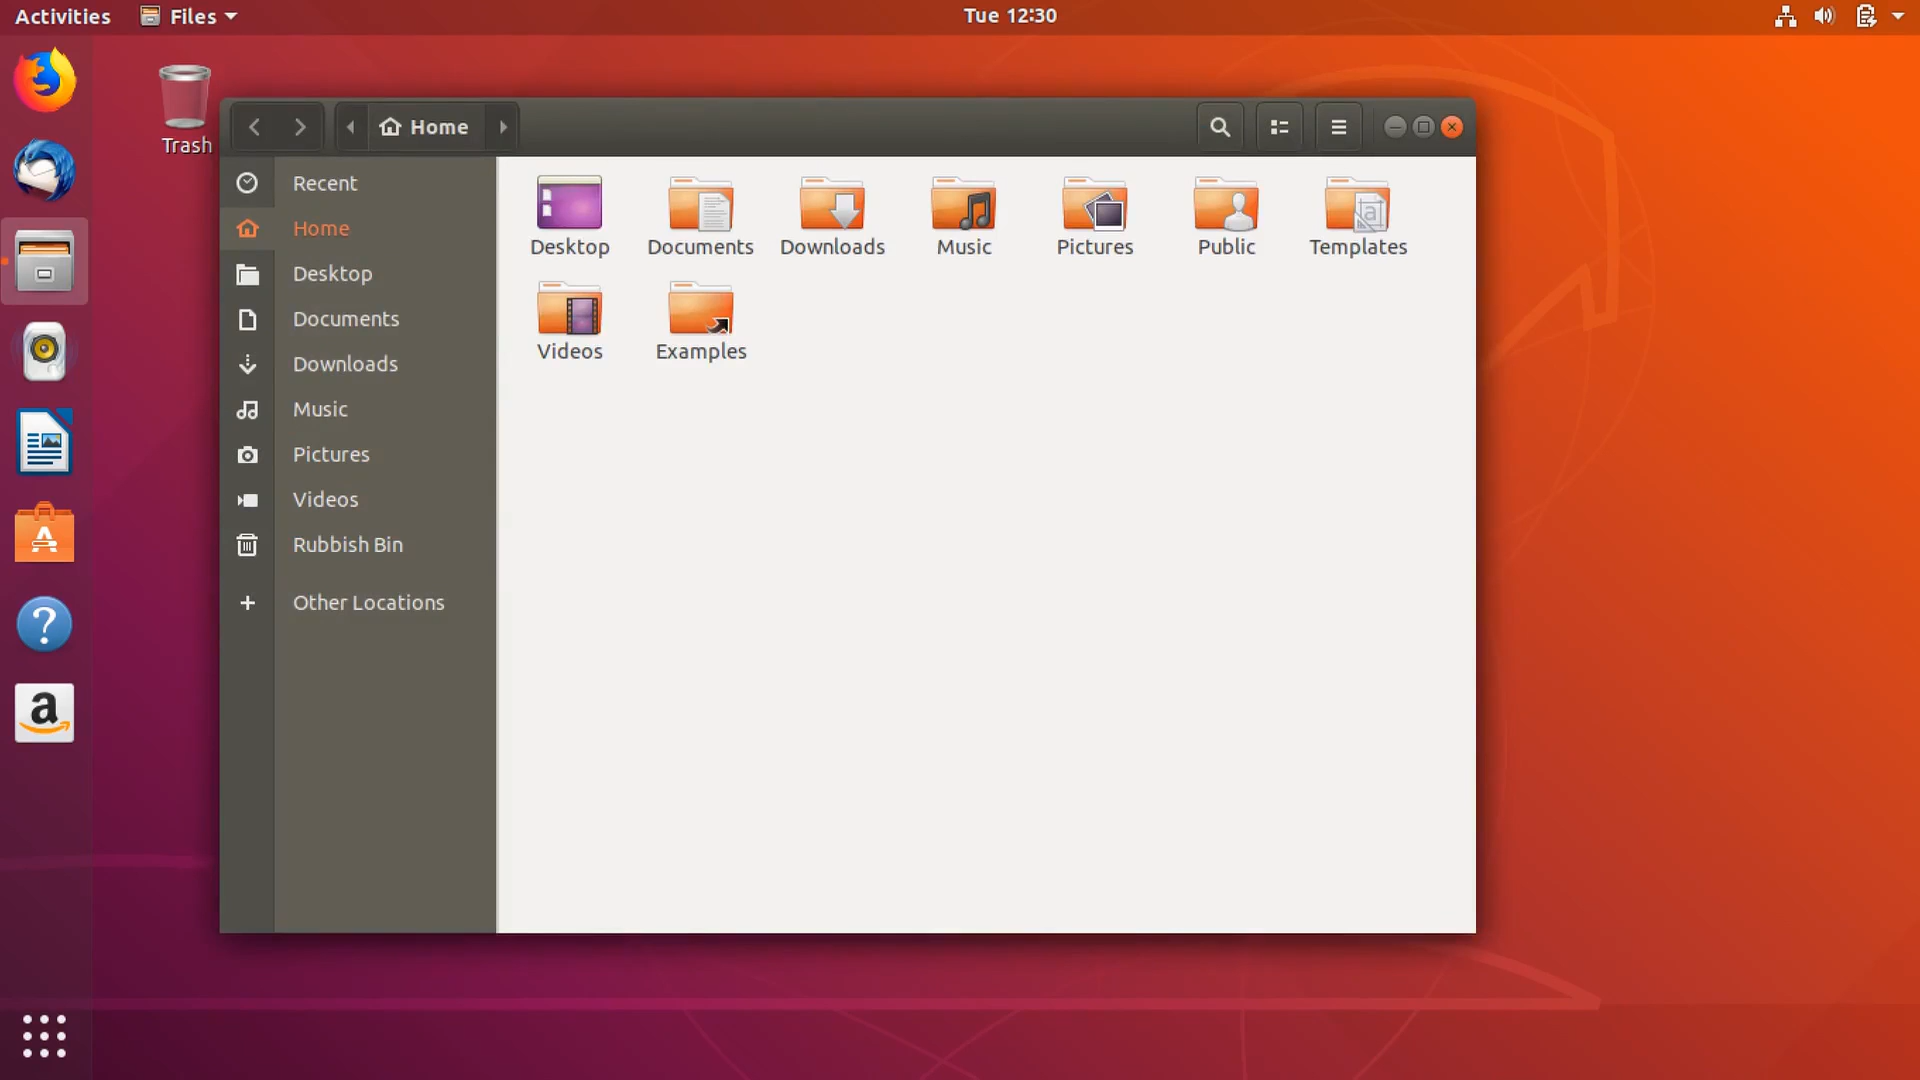 Activities
Files
Tue 12:30
Trash
Home
Recent
Home
Desktop
Documents
Downloads
Music
Pictures
Videos
Rubbish Bin
Other Locations
Desktop
Documents
Downloads
Music
Pictures
Public
Templates
Videos
Examples